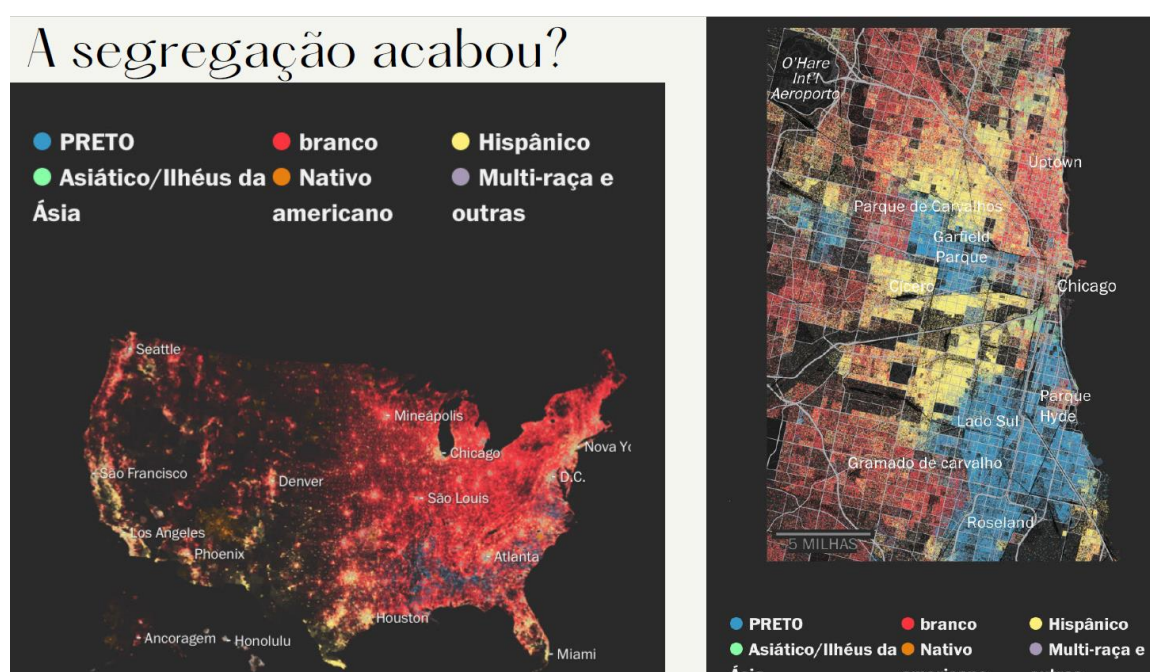 A segregação acabou?
PRETO
branco
Hispânico
Asiático/Ilhéus da
Ásia
Nativo
americano
Multi-raça e
outras
Seattle
Mineápolis
Chicago
Nova Yo
São Francisco
Denver
São Louis
D.C.
Los Angeles
Phoenix
Atlanta
Houston
Ancoragem
Honolulu
Miami
O'Hare
Int'l
Aeroporto
Uptown
Parque de Carvalhos
Garfield
Parque
Cícero
Chicago
Parque
Hyde
Lado Sul
Gramado de carvalho
Roseland
5 MILHAS
PRETO
branco
Hispânico
Asiático/Ilhéus da
Nativo
Multi-raça e